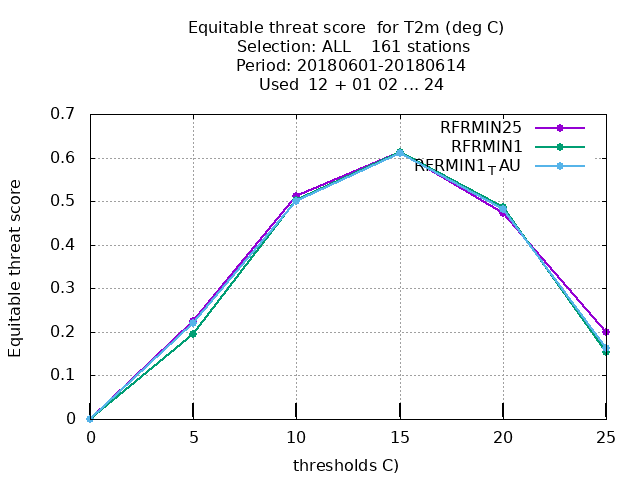 Equitable threat score  for T2m (deg C)
Selection: ALL    161 stations
Period: 20180601-20180614
Used  12 + 01 02 ... 24
Equitable threat score
0.7
0.6
0.5
0.4
0.3
0.2
0.1
0
RFRMIN25
RFRMIN1
RFRMIN1TAU
0 5 10 15 20 25
thresholds C)